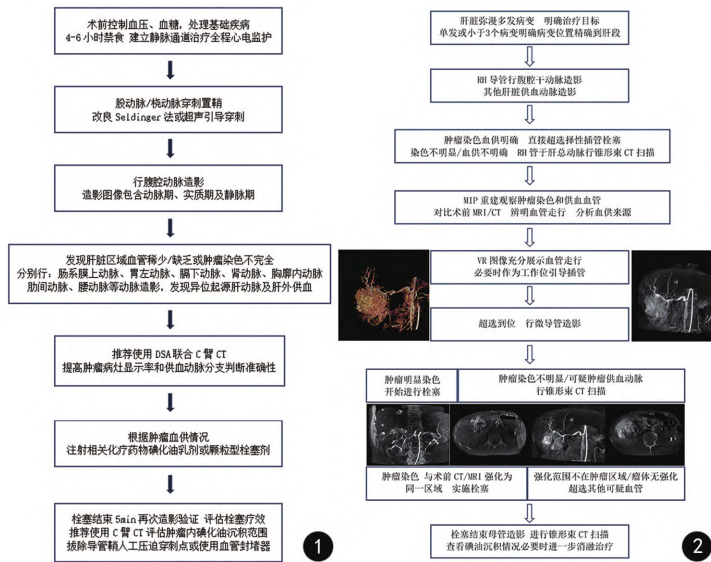 术前控制血压、血糖，处理基础疾病
4-6 小时禁食 建立静脉通道治疗全程心电监护
股动脉/桡动脉穿刺置鞘
改良 Seldinger 法或超声引导穿刺
行腹腔动脉造影
造影图像包含动脉期、实质期及静脉期
发现肝脏区域血管稀少/缺乏或肿瘤染色不完全
分别行：肠系膜上动脉、胃左动脉、膈下动脉、肾动脉、胸廓内动脉
肋间动脉、腰动脉等动脉造影，发现异位起源肝动脉及肝外供血
推荐使用 DSA 联合 C 臂 CT
提高肿瘤病灶显示率和供血动脉分支判断准确性
根据肿瘤血供情况
注射相关化疗药物碘化油乳剂或颗粒型栓塞剂
栓塞结束 5min 再次造影验证 评估栓塞疗效
推荐使用 C 臂 CT 评估肿瘤内碘化油沉积范围
拔除导管鞘人工压迫穿刺点或使用血管封堵器
1
肝脏弥漫多发病变 明确治疗目标
单发或小于3个病变明确病变位置精确到肝段
RH 导管行腹腔干动脉造影
其他肝脏供血动脉造影
肿瘤染色血供明确 直接超选择性插管栓塞
染色不明显/血供不明确 RH 管于肝总动脉行锥形束 CT 扫描
MIP 重建观察肿瘤染色和供血血管
对比术前 MRI/CT 辨明血管走行 分析血供来源
VR 图像充分展示血管走行
必要时作为工作位引导插管
超选到位 行微导管造影
肿瘤明显染色
开始进行栓塞
肿瘤染色不明显/可疑肿瘤供血动脉
行锥形束 CT 扫描
肿瘤染色 与术前 CT/MRI 强化为
同一区域 实施栓塞
强化范围不在肿瘤区域/瘤体无强化
超选其他可疑血管
栓塞结束母管造影 进行锥形束 CT 扫描
查看碘油沉积情况必要时进一步消融治疗
2